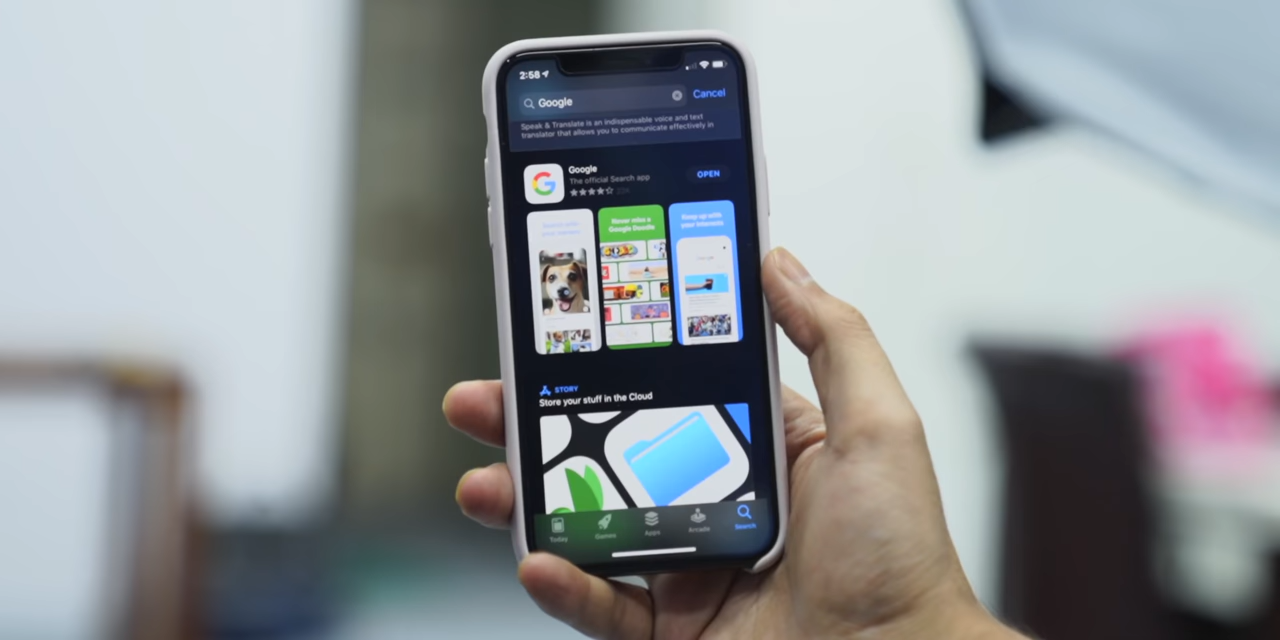 2:58
Google
Cancel
Speak & Translate is an indispensable voice and text
translator that allows you to communicate effectively in
Google
The official Search app
OPEN
Never miss a
Google Doodle
Keep up with
your interests
STORY
Store your stuff in the Cloud
Today
Games
Apps
Arcade
Search